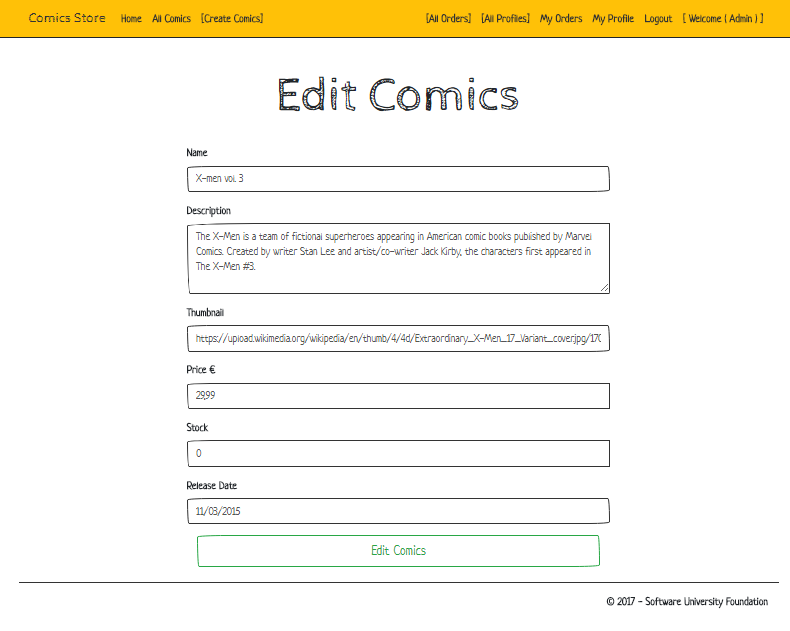 Comics Store Home All Comics [Create Comics] [All Orders] [All Profiles] My Orders My Profile Logout [ Welcome ( Admin ) ]
Edit Comics
Name
X-men vol. 3
Description
The X-Men is a team of fictional superheroes appearing in American comic books published by Marvel
Comics. Created by writer Stan Lee and artist/co-writer Jack Kirby, the characters first appeared in
The X-Men #3.
Thumbnail
https://upload.wikimedia.org/wikipedia/en/thumb/4/4d/Extraordinary_X-Men_17_Variant_cover.jpg/170
Price €
29,99
Stock
0
Release Date
11/03/2015
Edit Comics
© 2017 - Software University Foundation